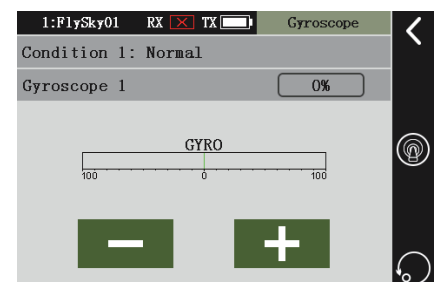 1:FlySky01 RX TX Gyroscope
Condition 1: Normal
Gyroscope 1 0%
GYRO
100 0 100